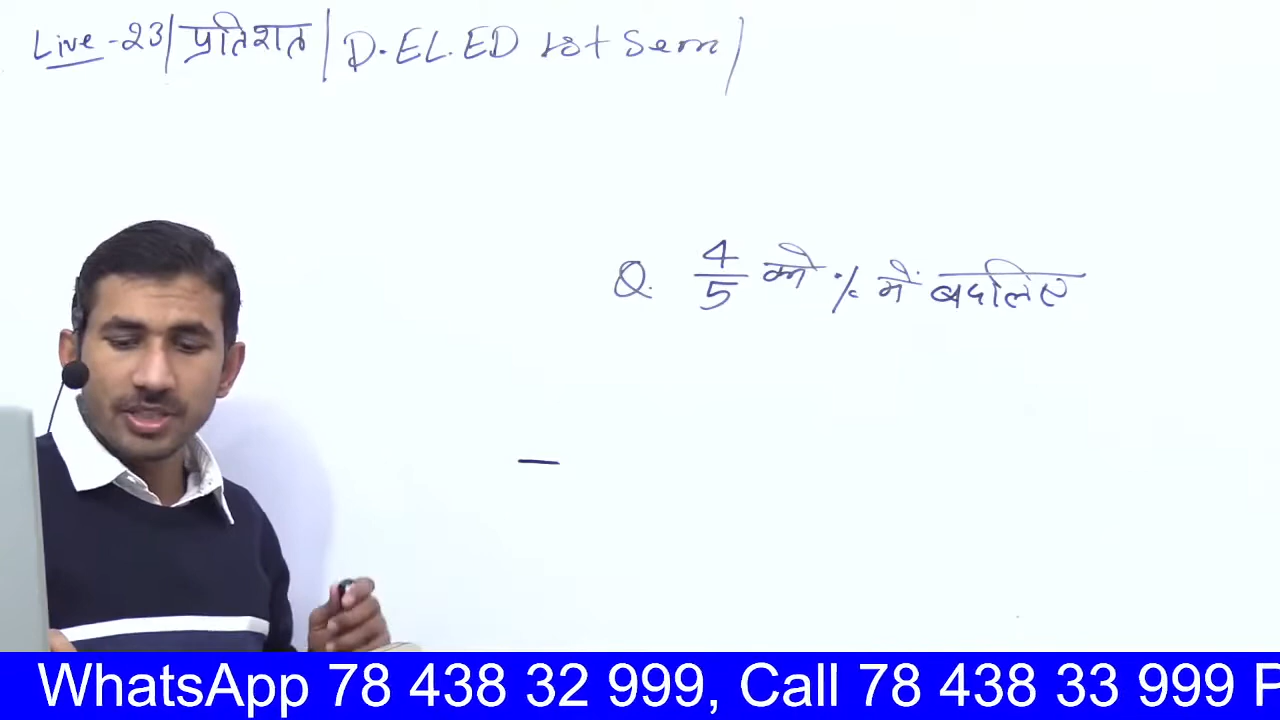 Live-23|प्रतिशत| D.EL.ED 1st Sem|
Q. 4/5 को % में बदलिए
WhatsApp 78 438 32 999, Call 78 438 33 999 P